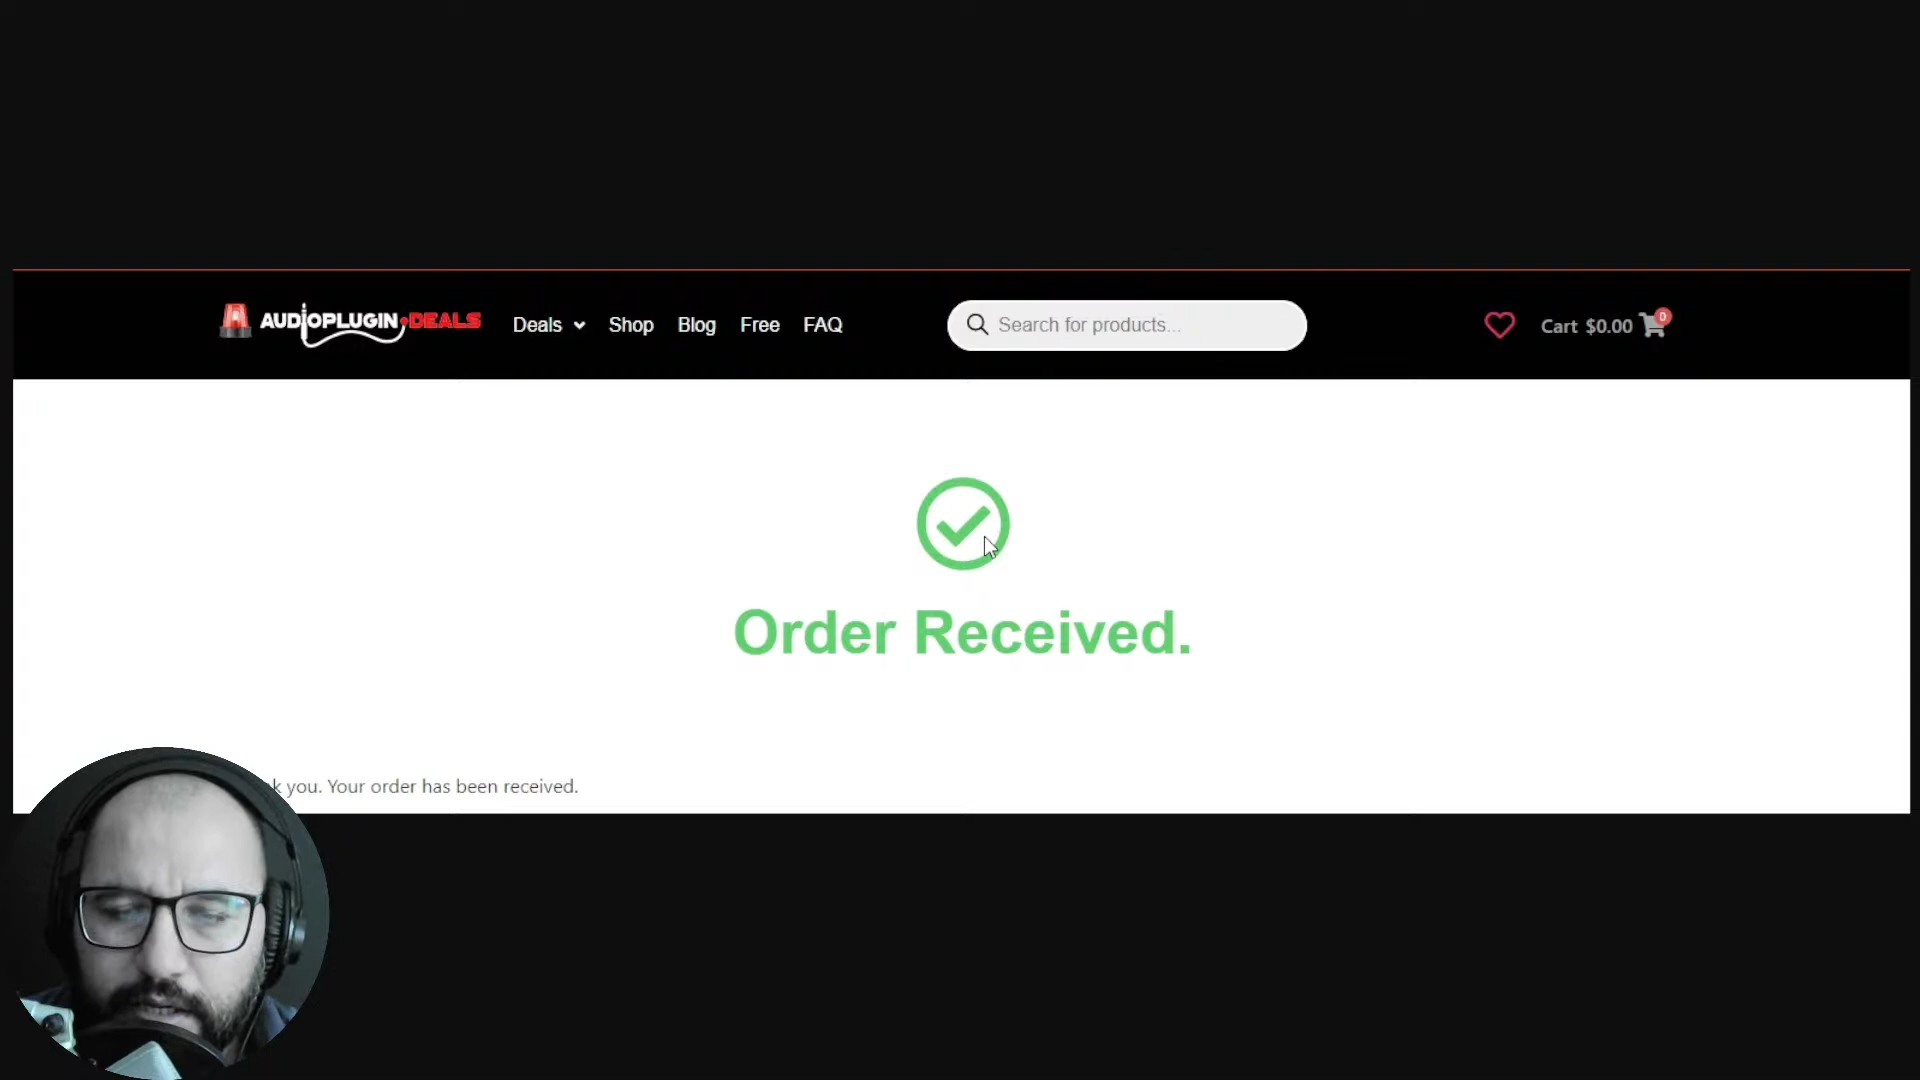 AUDIOPLUGIN.DEALS Deals Shop Blog Free FAQ Search for products... Cart $0.00 0
Order Received.
k you. Your order has been received.